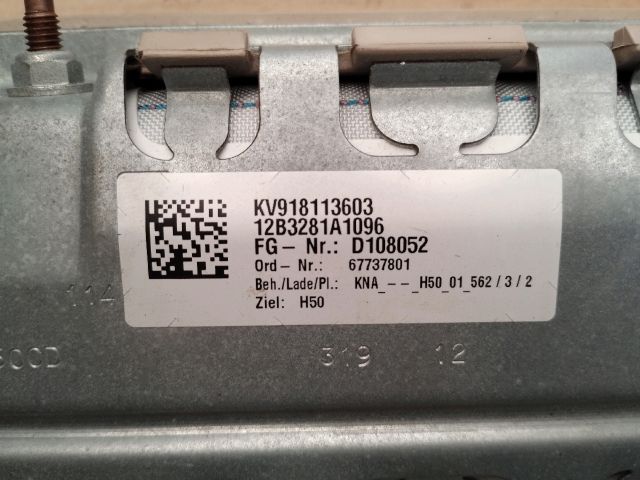 KV918113603
12B3281A1096
FG - Nr.: D108052
Ord - Nr.: 67737801
Beh./Lade/Pl.: KNA_ - - _H50_01_562 / 3 / 2
Ziel: H50
114
319 12